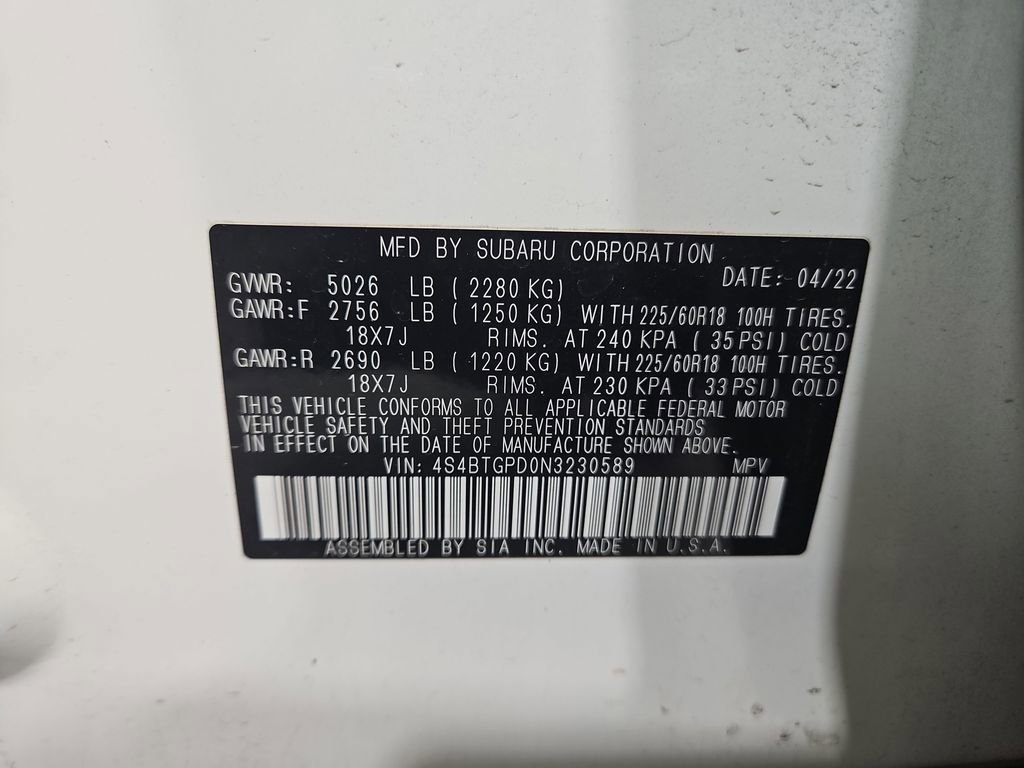 MFD BY SUBARU CORPORATION
DATE: 04/22
GVWR: 5026 LB (2280 KG)
GAWR:F 2756 LB (1250 KG) WITH 225/60R18 100H TIRES.
18X7J RIMS. AT 240 KPA (35 PSI) COLD
GAWR:R 2690 LB (1220 KG) WITH 225/60R18 100H TIRES.
18X7J RIMS. AT 230 KPA (33 PSI) COLD
THIS VEHICLE CONFORMS TO ALL APPLICABLE FEDERAL MOTOR
VEHICLE SAFETY AND THEFT PREVENTION STANDARDS
IN EFFECT ON THE DATE OF MANUFACTURE SHOWN ABOVE.
VIN: 4S4BTGPD0N3230589 MPV
ASSEMBLED BY SIA INC. MADE IN U.S.A.